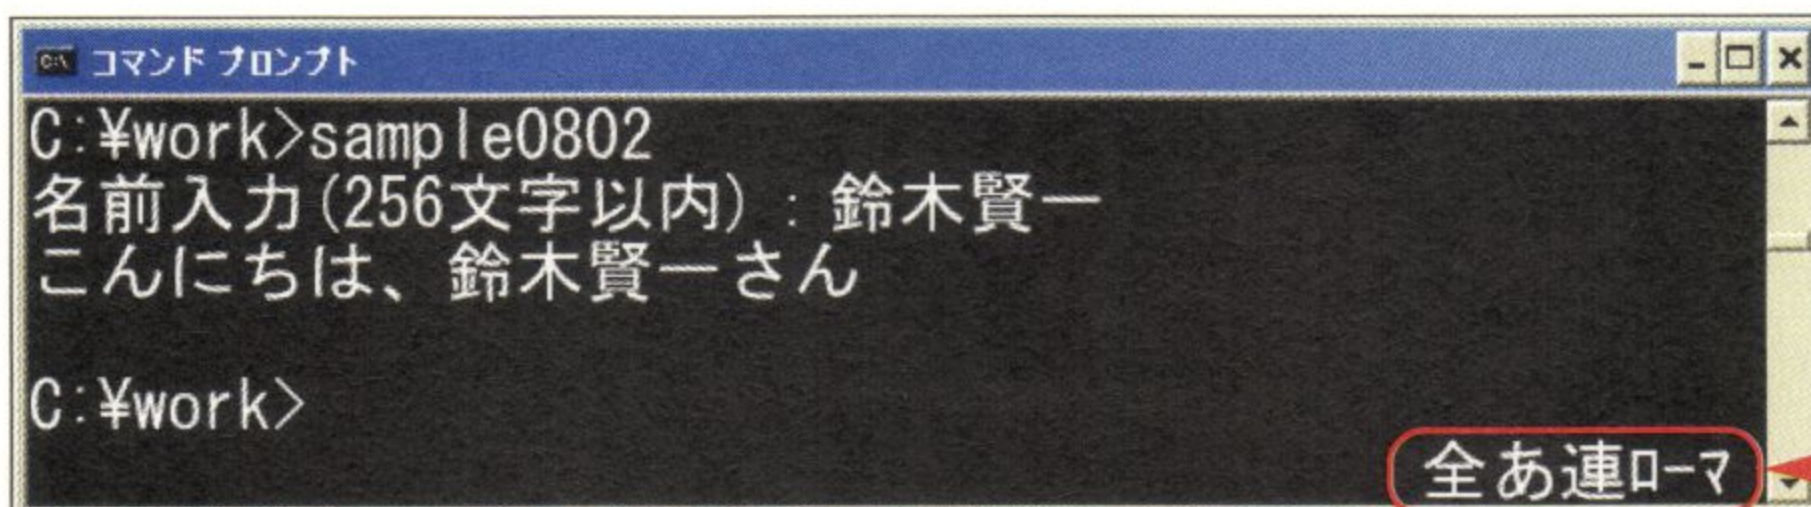 C:\ コマンド プロンプト
C:¥work>sample0802
名前入力(256文字以内) : 鈴木賢一
こんにちは、鈴木賢一さん
C:¥work>
全あ連ﾛｰﾏ